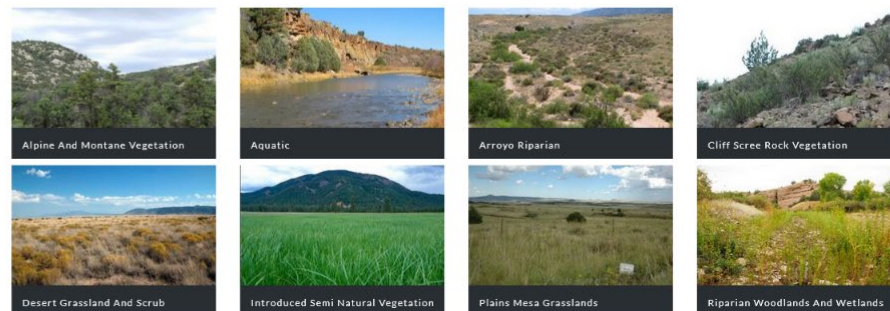 Alpine And Montane Vegetation
Aquatic
Arroyo Riparian
Cliff Scree Rock Vegetation
Desert Grassland And Scrub
Introduced Semi Natural Vegetation
Plains Mesa Grasslands
Riparian Woodlands And Wetlands